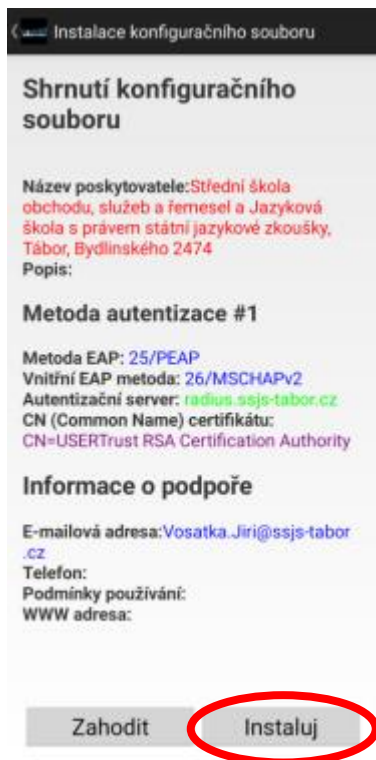 Instalace konfiguračního souboru
Shrnutí konfiguračního
souboru
Název poskytovatele:Střední škola
obchodu, služeb a řemesel a Jazyková
škola s právem státní jazykové zkoušky,
Tábor, Bydlinského 2474
Popis:
Metoda autentizace #1
Metoda EAP: 25/PEAP
Vnitřní EAP metoda: 26/MSCHAPv2
Autentizační server: radius.ssjs-tabor.cz
CN (Common Name) certifikátu:
CN=USERTrust RSA Certification Authority
Informace o podpoře
E-mailová adresa:Vosatka.Jiri@ssjs-tabor
.cz
Telefon:
Podmínky používání:
WWW adresa:
Zahodit Instaluj